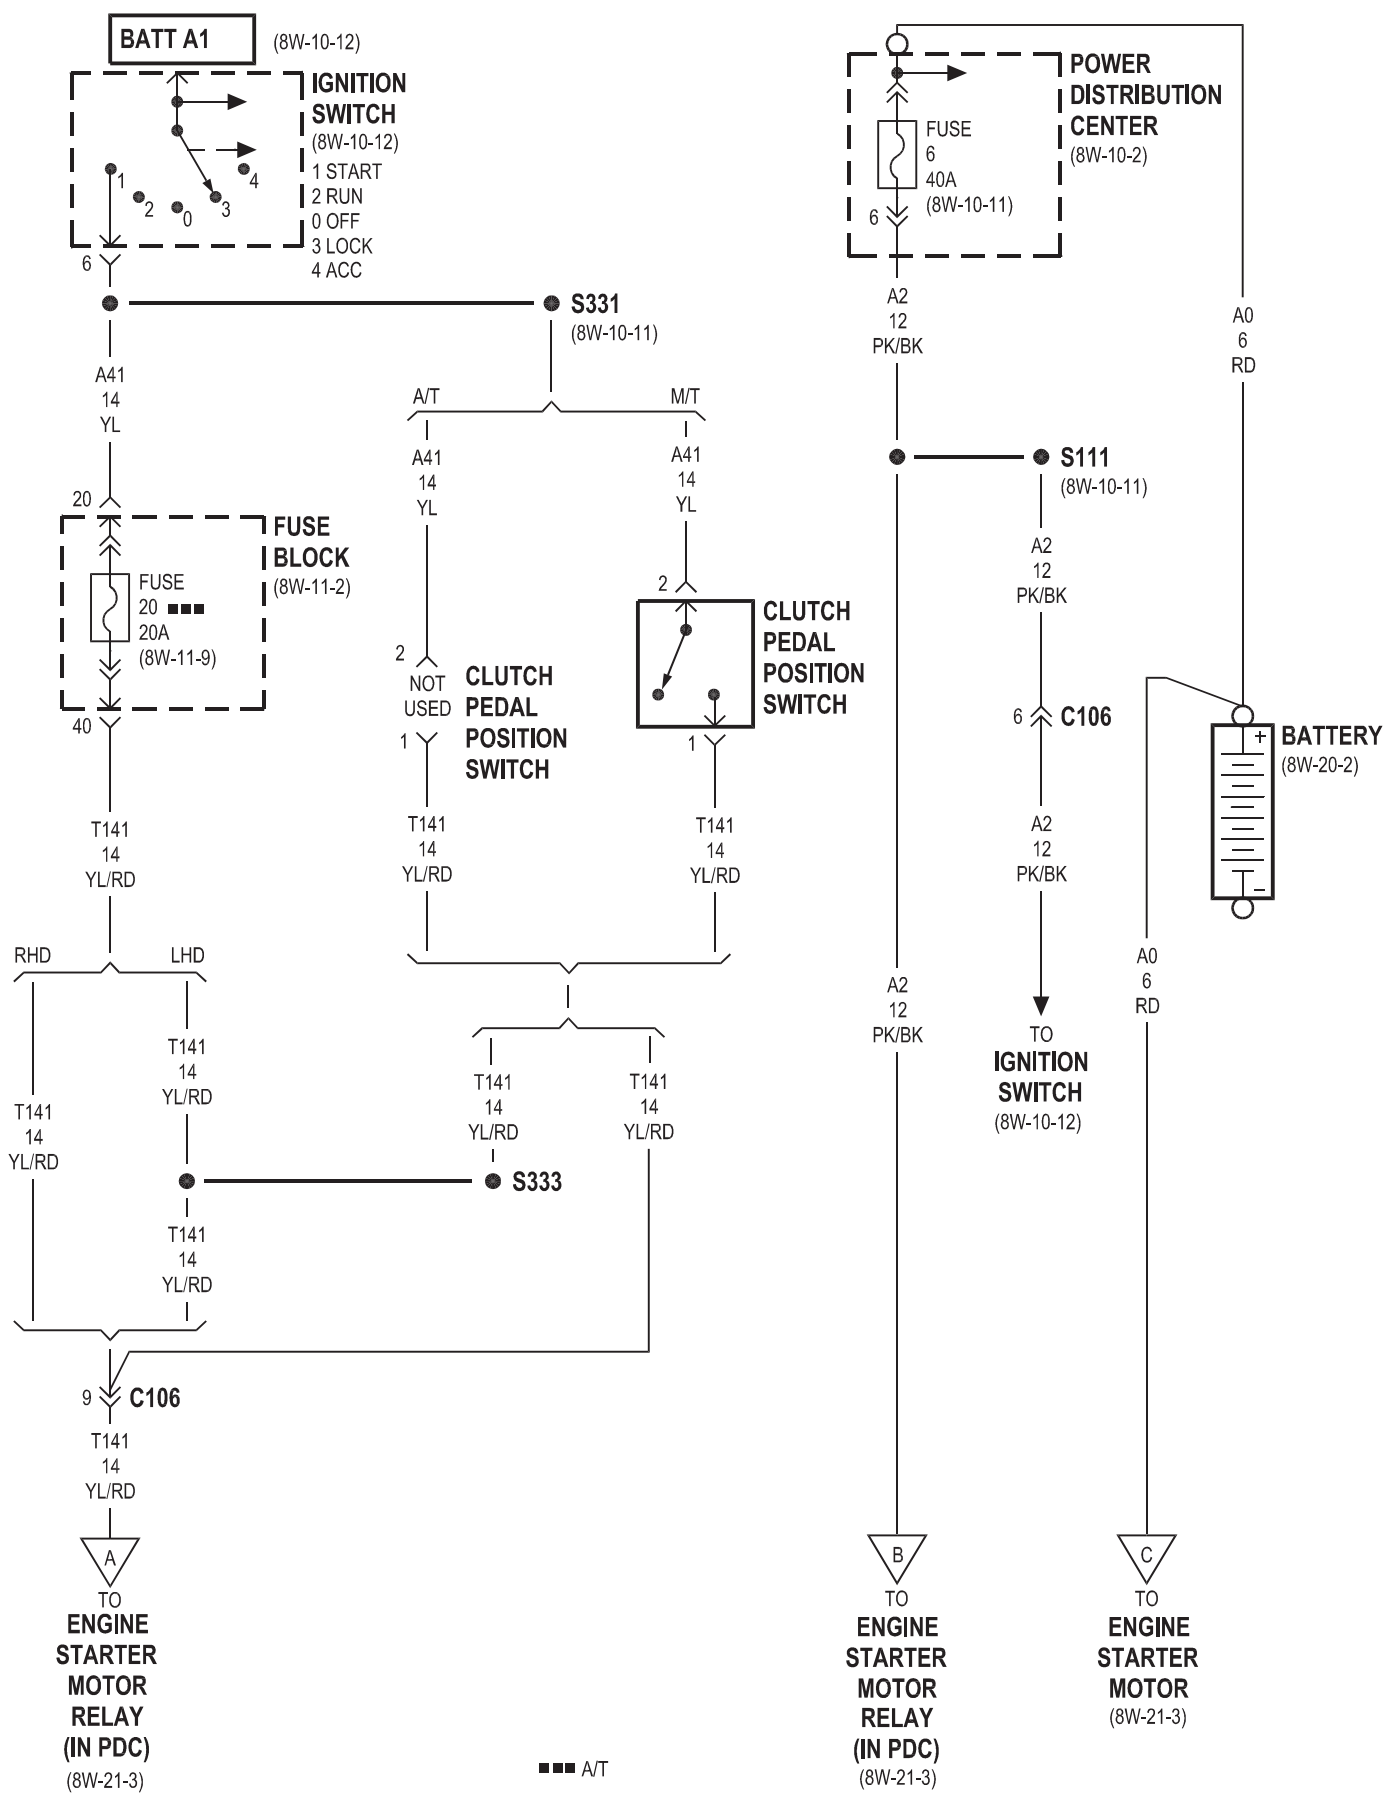 BATT A1
(8W-10-12)
IGNITION
SWITCH
(8W-10-12)
1 START
2 RUN
0 OFF
3 LOCK
4 ACC
1
2
0
3
4
6
S331
(8W-10-11)
A41
14
YL
20
FUSE
BLOCK
(8W-11-2)
FUSE
20
20A
(8W-11-9)
40
T141
14
YL/RD
RHD
LHD
T141
14
YL/RD
T141
14
YL/RD
T141
14
YL/RD
9
C106
T141
14
YL/RD
A
TO
ENGINE
STARTER
MOTOR
RELAY
(IN PDC)
(8W-21-3)
A/T
M/T
A41
14
YL
A41
14
YL
2
NOT
USED
1
CLUTCH
PEDAL
POSITION
SWITCH
2
1
CLUTCH
PEDAL
POSITION
SWITCH
T141
14
YL/RD
T141
14
YL/RD
T141
14
YL/RD
T141
14
YL/RD
S333
A/T
POWER
DISTRIBUTION
CENTER
(8W-10-2)
FUSE
6
40A
(8W-10-11)
6
A2
12
PK/BK
A0
6
RD
S111
(8W-10-11)
A2
12
PK/BK
6
C106
A2
12
PK/BK
TO
IGNITION
SWITCH
(8W-10-12)
+
-
BATTERY
(8W-20-2)
A2
12
PK/BK
A0
6
RD
B
TO
ENGINE
STARTER
MOTOR
RELAY
(IN PDC)
(8W-21-3)
C
TO
ENGINE
STARTER
MOTOR
(8W-21-3)